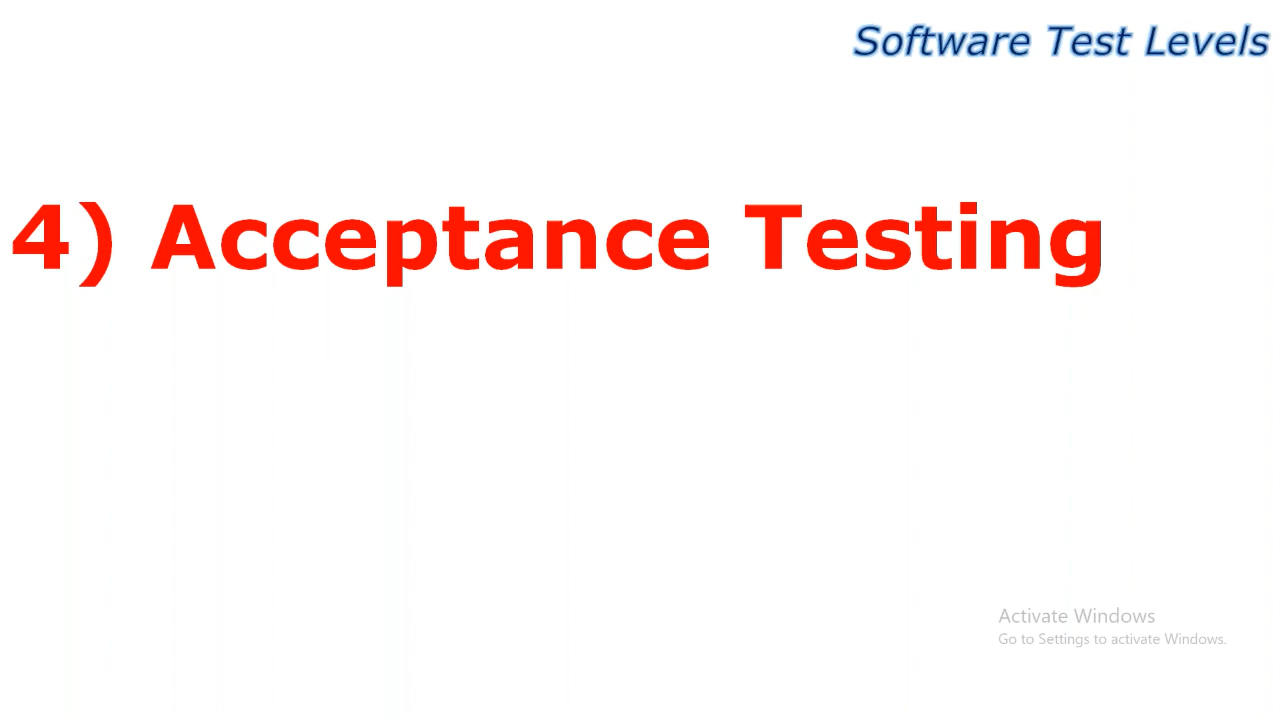 Software Test Levels
4) Acceptance Testing
Activate Windows
Go to Settings to activate Windows.